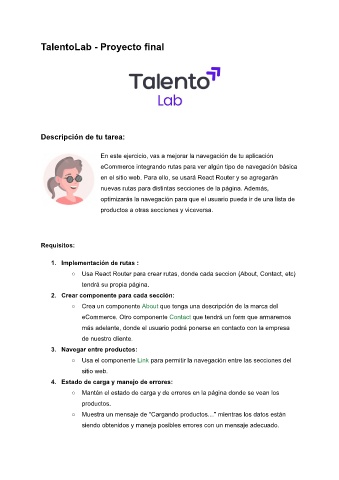 TalentoLab - Proyecto final
Talento
Lab
Descripción de tu tarea:
En este ejercicio, vas a mejorar la navegación de tu aplicación
eCommerce integrando rutas para ver algún tipo de navegación básica
en el sitio web. Para ello, se usará React Router y se agregarán
nuevas rutas para distintas secciones de la página. Además,
optimizarás la navegación para que el usuario pueda ir de una lista de
productos a otras secciones y viceversa.
Requisitos:
1. Implementación de rutas :
○ Usa React Router para crear rutas, donde cada seccion (About, Contact, etc)
tendrá su propia página.
2. Crear componente para cada sección:
○ Crea un componente About que tenga una descripción de la marca del
eCommerce. Otro componente Contact que tendrá un form que armaremos
más adelante, donde el usuario podrá ponerse en contacto con la empresa
de nuestro cliente.
3. Navegar entre productos:
○ Usa el componente Link para permitir la navegación entre las secciones del
sitio web.
4. Estado de carga y manejo de errores:
○ Mantén el estado de carga y de errores en la página donde se vean los
productos.
○ Muestra un mensaje de "Cargando productos..." mientras los datos están
siendo obtenidos y maneja posibles errores con un mensaje adecuado.